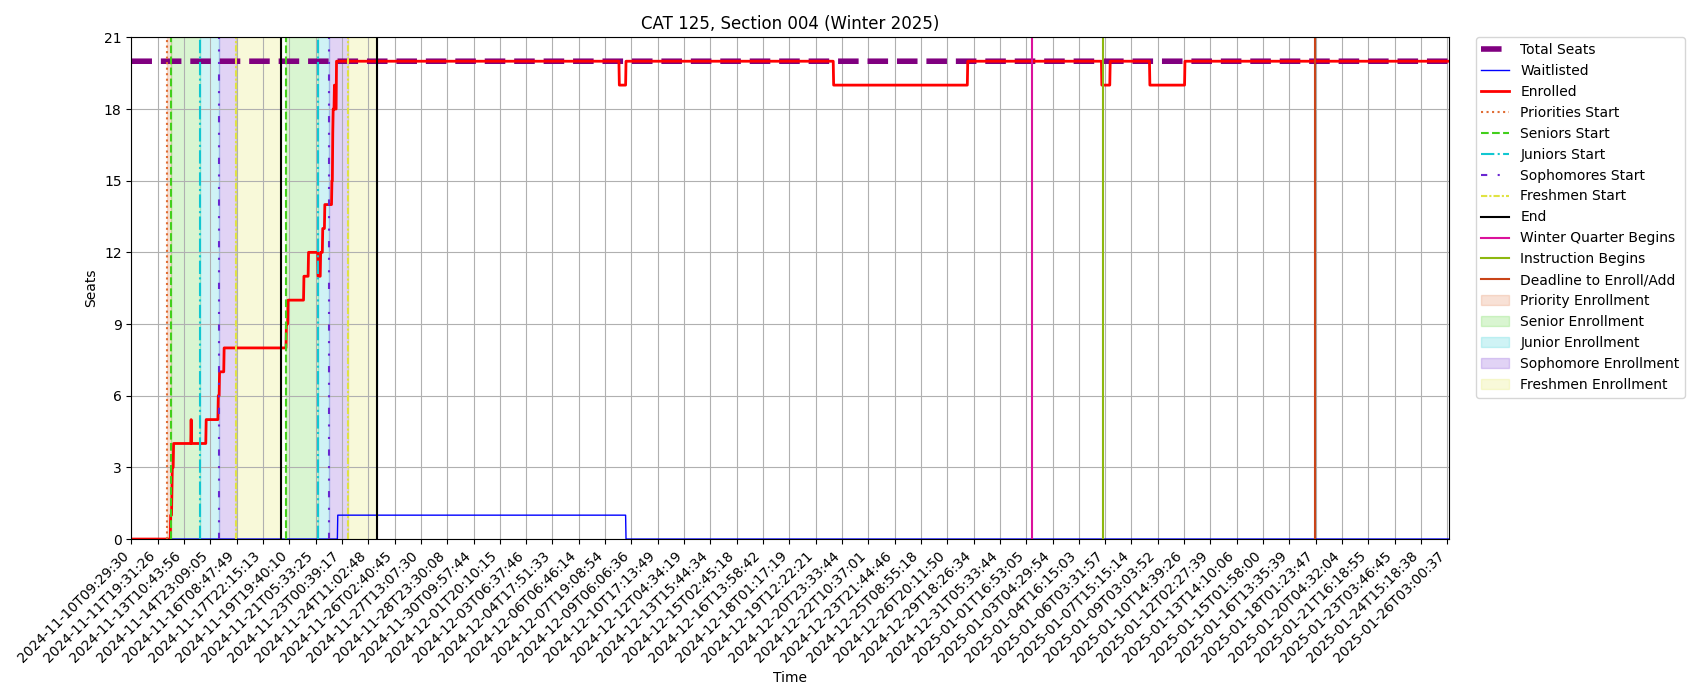 CAT 125, Section 004 (Winter 2025)
21
18
15
12
9
6
3
0
Seats
2024-11-10T09:29:30
2024-11-11T19:31:26
2024-11-13T10:43:56
2024-11-14T23:09:05
2024-11-16T08:47:49
2024-11-17T22:15:13
2024-11-19T19:40:10
2024-11-21T05:33:25
2024-11-23T00:39:17
2024-11-24T11:02:48
2024-11-26T02:40:45
2024-11-27T13:07:30
2024-11-28T23:30:08
2024-11-30T09:57:44
2024-12-01T20:10:15
2024-12-03T06:37:46
2024-12-04T17:51:33
2024-12-06T06:46:14
2024-12-07T19:08:54
2024-12-09T06:06:36
2024-12-10T17:13:49
2024-12-12T04:34:19
2024-12-13T15:44:34
2024-12-15T02:45:18
2024-12-16T13:58:42
2024-12-18T01:17:19
2024-12-19T12:22:21
2024-12-20T23:33:44
2024-12-22T10:37:01
2024-12-23T21:44:46
2024-12-25T08:55:18
2024-12-26T20:11:50
2024-12-29T18:26:34
2024-12-31T05:33:44
2025-01-01T16:53:05
2025-01-03T04:29:54
2025-01-04T16:15:03
2025-01-06T03:31:57
2025-01-07T15:15:14
2025-01-09T03:03:52
2025-01-10T14:39:26
2025-01-12T02:27:39
2025-01-13T14:10:06
2025-01-15T01:58:00
2025-01-16T13:35:39
2025-01-18T01:23:47
2025-01-20T04:32:04
2025-01-21T16:18:55
2025-01-23T03:46:45
2025-01-24T15:18:38
2025-01-26T03:00:37
Time
Total Seats
Waitlisted
Enrolled
Priorities Start
Seniors Start
Juniors Start
Sophomores Start
Freshmen Start
End
Winter Quarter Begins
Instruction Begins
Deadline to Enroll/Add
Priority Enrollment
Senior Enrollment
Junior Enrollment
Sophomore Enrollment
Freshmen Enrollment